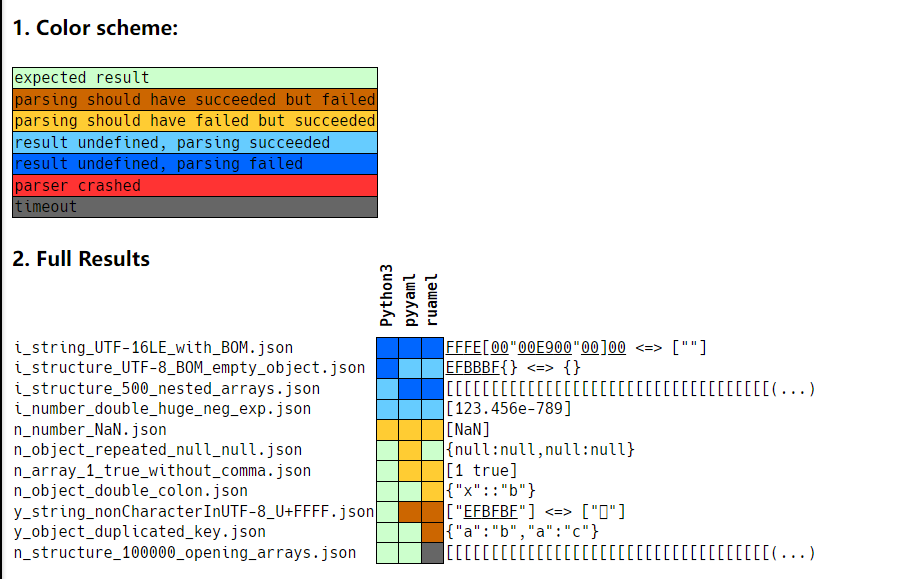 1. Color scheme:
expected result
parsing should have succeeded but failed
parsing should have failed but succeeded
result undefined, parsing succeeded
result undefined, parsing failed
parser crashed
timeout
2. Full Results
Python3
pyyaml
ruamel
i_string_UTF-16LE_with_BOM.json FFFE[00"00E900"00]00 <=> [""]
i_structure_UTF-8_BOM_empty_object.json EFBBBF{} <=> {}
i_structure_500_nested_arrays.json [[[[[[[[[[[[[[[[[[[[[[[[[[[[[[[[[[[[(...)
i_number_double_huge_neg_exp.json [123.456e-789]
n_number_NaN.json [NaN]
n_object_repeated_null_null.json {null:null,null:null}
n_array_1_true_without_comma.json [1 true]
n_object_double_colon.json {"x"::"b"}
y_string_nonCharacterInUTF-8_U+FFFF.json ["EFBFBF"] <=> ["▯"]
y_object_duplicated_key.json {"a":"b","a":"c"}
n_structure_100000_opening_arrays.json [[[[[[[[[[[[[[[[[[[[[[[[[[[[[[[[[[[[(...)